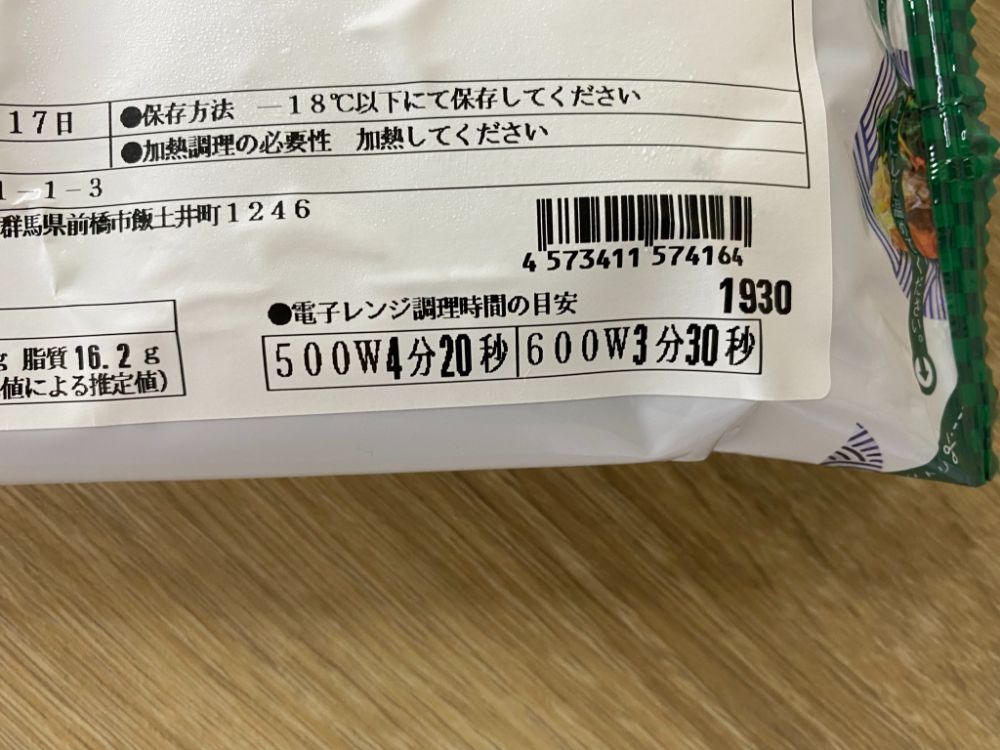 17日 ●保存方法 －18℃以下にて保存してください
●加熱調理の必要性 加熱してください
1－1－3
群馬県前橋市飯土井町1246
4 573411 574164
●電子レンジ調理時間の目安 1930
g 脂質16.2g 500W4分20秒 600W3分30秒
値による推定値)